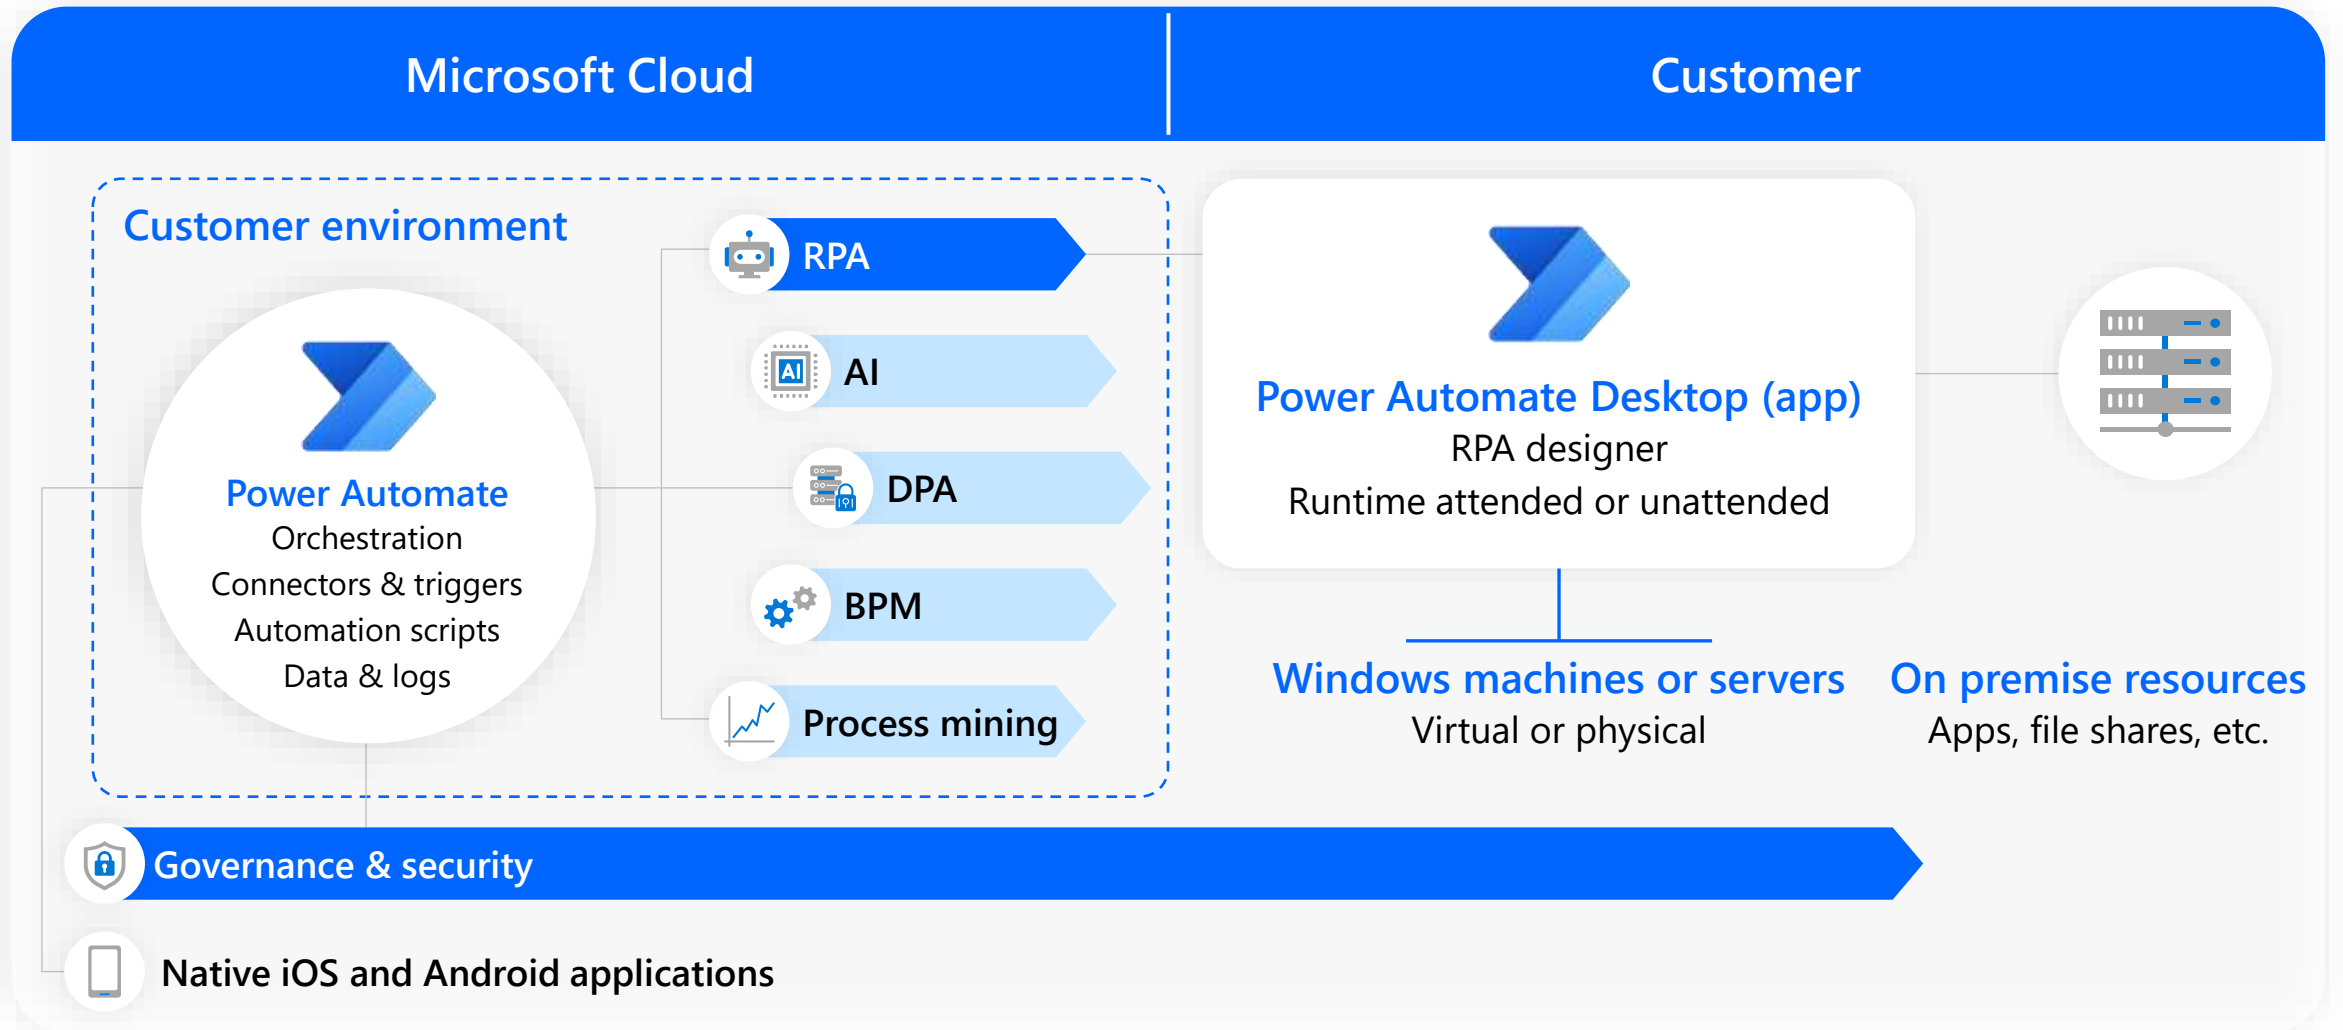 Microsoft Cloud
Customer
Customer environment
Power Automate
Orchestration
Connectors & triggers
Automation scripts
Data & logs
RPA
AI
AI
DPA
BPM
Process mining
Power Automate Desktop (app)
RPA designer
Runtime attended or unattended
Windows machines or servers
Virtual or physical
On premise resources
Apps, file shares, etc.
Governance & security
Native iOS and Android applications